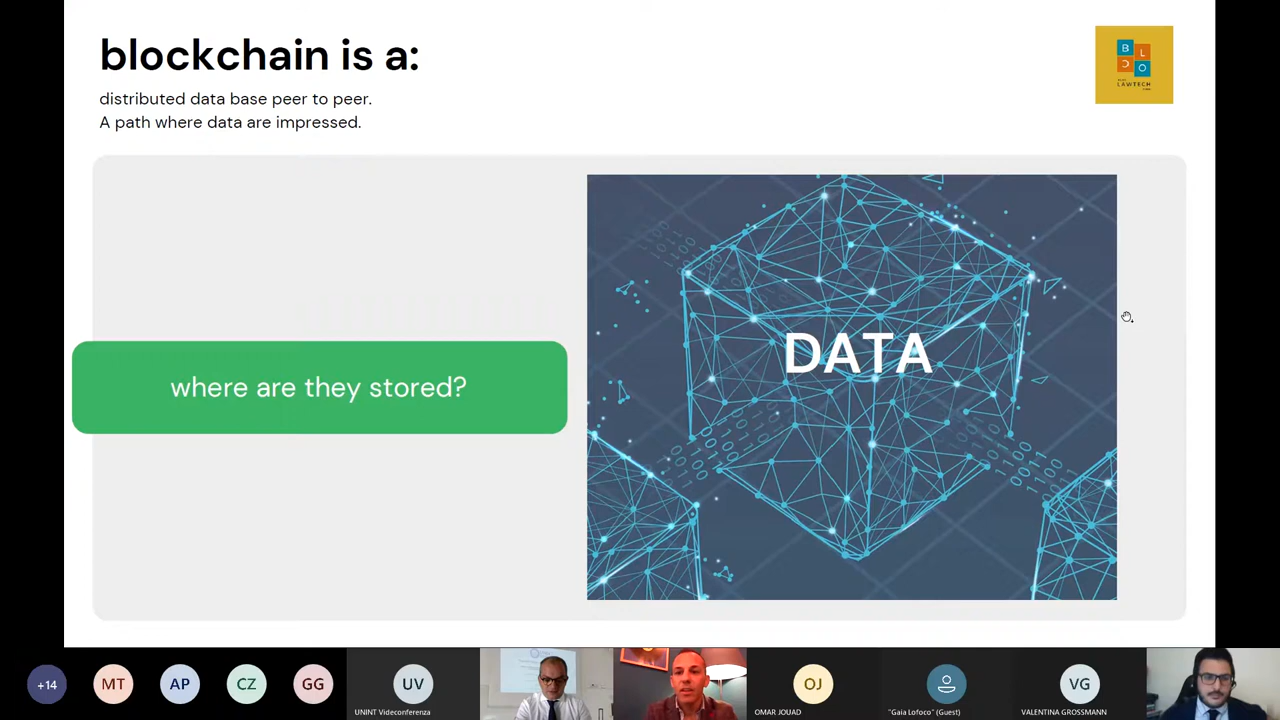 blockchain is a:
distributed data base peer to peer.
A path where data are impressed.
B L
C O
LAWTECH
where are they stored?
DATA
+14
MT
AP
CZ
GG
UV
UNINT Videoconferenza
OJ
OMAR JOUAD
"Gaia Lofoco" (Guest)
VG
VALENTINA GROSSMANN